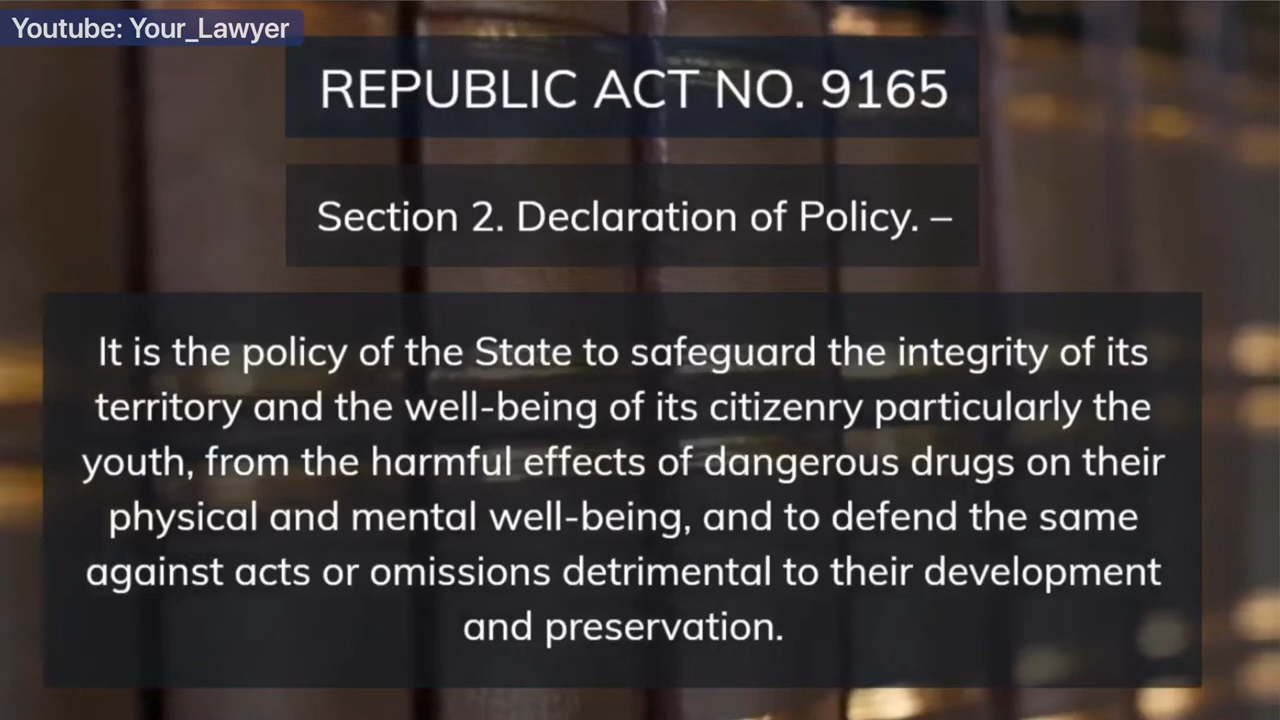 Youtube: Your_Lawyer
REPUBLIC ACT NO. 9165
Section 2. Declaration of Policy. –
It is the policy of the State to safeguard the integrity of its
territory and the well-being of its citizenry particularly the
youth, from the harmful effects of dangerous drugs on their
physical and mental well-being, and to defend the same
against acts or omissions detrimental to their development
and preservation.